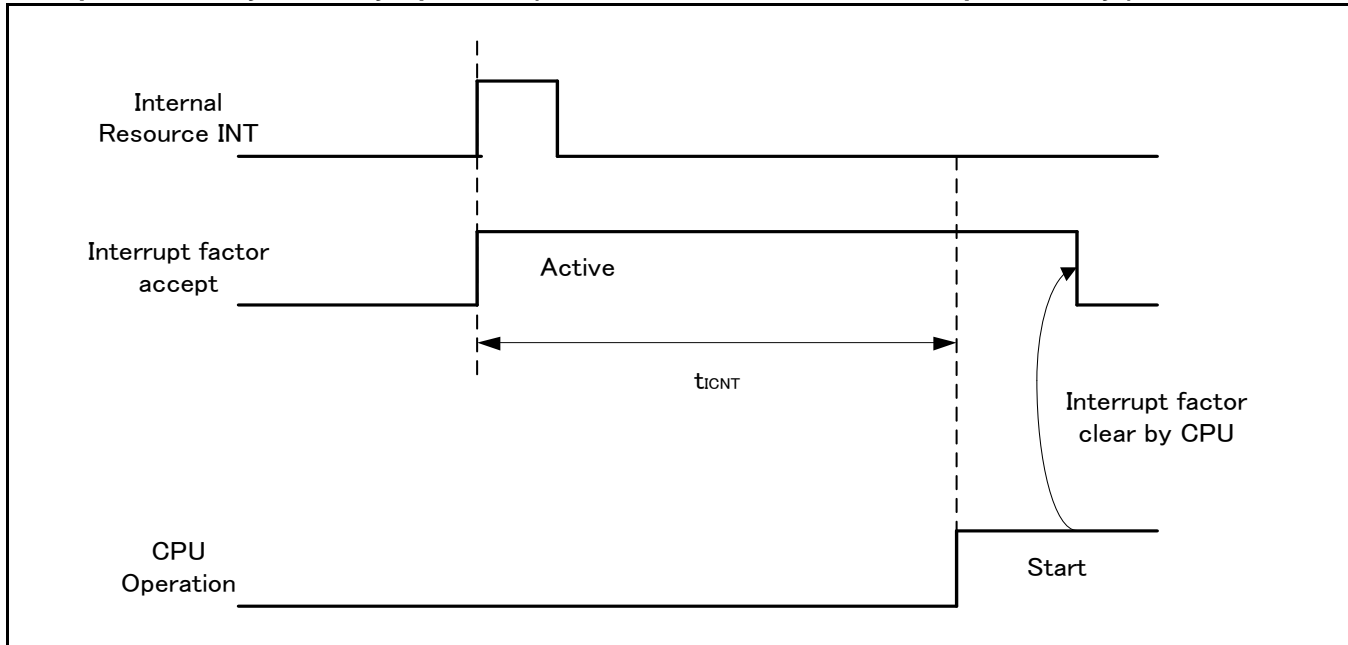 Internal
Resource INT
Interrupt factor
accept
Active
tICNT
Interrupt factor
clear by CPU
CPU
Operation
Start